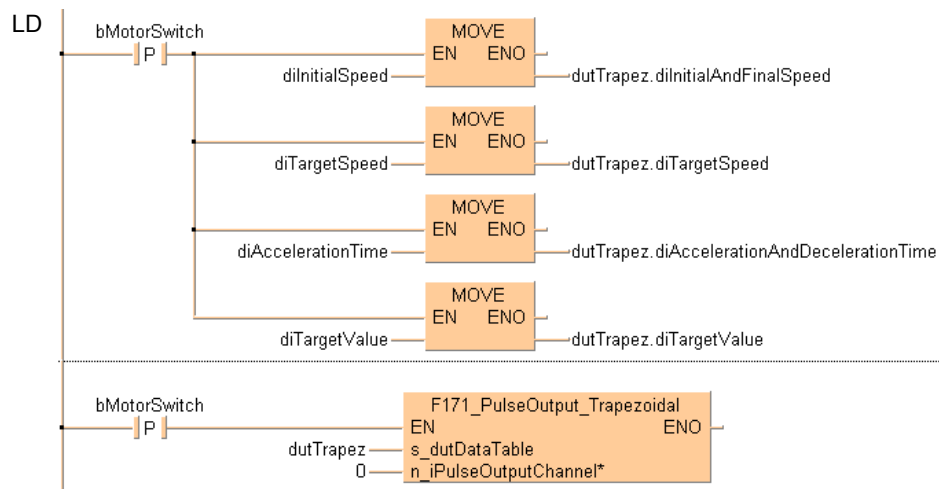 LD
bMotorSwitch
P
MOVE
EN ENO
diInitialSpeed
dutTrapez.diInitialAndFinalSpeed
MOVE
EN ENO
diTargetSpeed
dutTrapez.diTargetSpeed
MOVE
EN ENO
diAccelerationTime
dutTrapez.diAccelerationAndDecelerationTime
MOVE
EN ENO
diTargetValue
dutTrapez.diTargetValue
bMotorSwitch
P
F171_PulseOutput_Trapezoidal
EN ENO
dutTrapez
s_dutDataTable
0
n_iPulseOutputChannel*